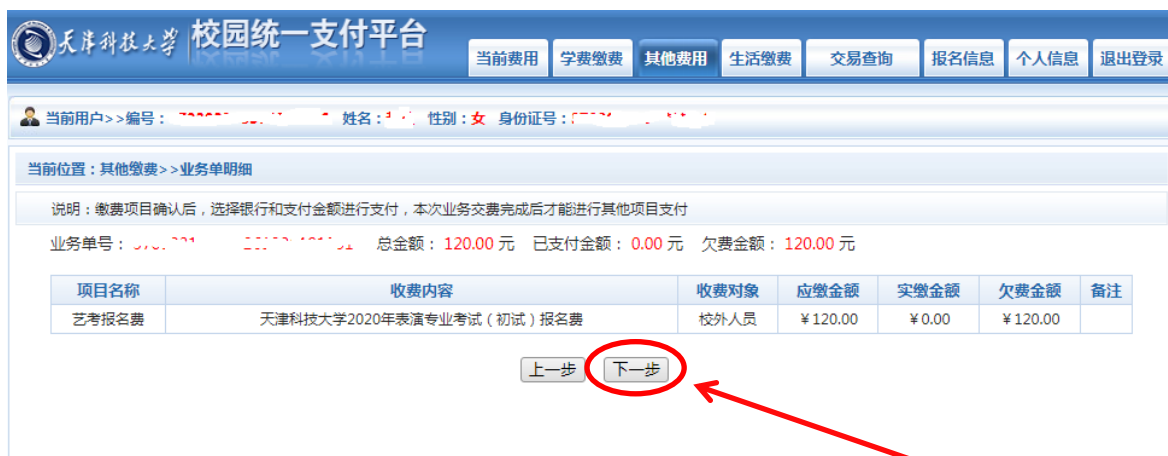 天津科技大学 校园统一支付平台
当前费用 学费缴费 其他费用 生活缴费 交易查询 报名信息 个人信息 退出登录
当前用户>>编号： 姓名： 性别：女 身份证号：
当前位置：其他缴费>>业务单明细
说明：缴费项目确认后，选择银行和支付金额进行支付，本次业务交费完成后才能进行其他项目支付
业务单号： 总金额：120.00 元 已支付金额：0.00 元 欠费金额：120.00 元
项目名称 收费内容 收费对象 应缴金额 实缴金额 欠费金额 备注
艺考报名费 天津科技大学2020年表演专业考试（初试）报名费 校外人员 ￥120.00 ￥0.00 ￥120.00
上一步 下一步